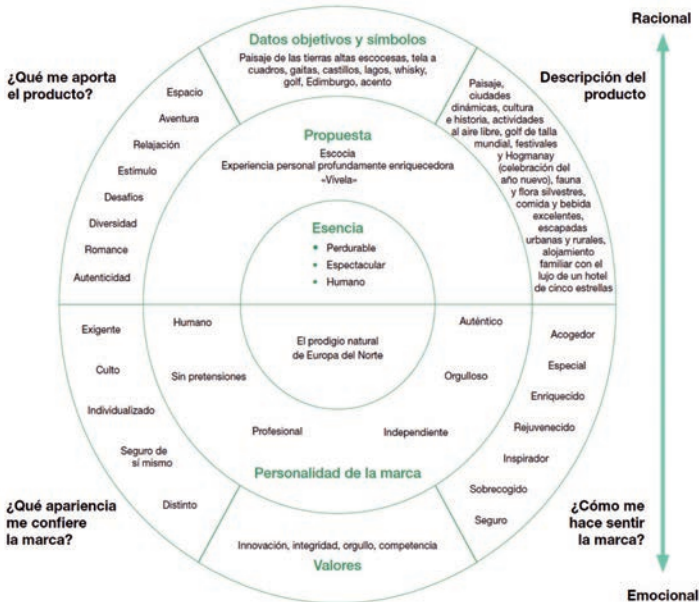 Racional
Datos objetivos y símbolos
Paisaje de las tierras altas escocesas, tela a
cuadros, gaitas, castillos, lagos, whisky,
golf, Edimburgo, acento
¿Qué me aporta
el producto?
Espacio
Aventura
Relajación
Estímulo
Desafíos
Diversidad
Romance
Autenticidad
Descripción del
producto
Paisaje,
ciudades
dinámicas, cultura
e historia, actividades
al aire libre, golf de talla
mundial, festivales
y Hogmanay
(celebración del
año nuevo), fauna
y flora silvestres,
comida y bebida
excelentes,
escapadas
urbanas y rurales,
alojamiento
familiar con el
lujo de un hotel
de cinco estrellas
Propuesta
Escocia
Experiencia personal profundamente enriquecedora
«Vívela»
Esencia
• Perdurable
• Espectacular
• Humano
El prodigio natural
de Europa del Norte
Humano
Sin pretensiones
Profesional
Independiente
Orgulloso
Auténtico
Personalidad de la marca
Exigente
Culto
Individualizado
Seguro de
sí mismo
Distinto
¿Qué apariencia
me confiere
la marca?
Acogedor
Especial
Enriquecido
Rejuvenecido
Inspirador
Sobrecogido
Seguro
¿Cómo me
hace sentir
la marca?
Innovación, integridad, orgullo, competencia
Valores
Emocional